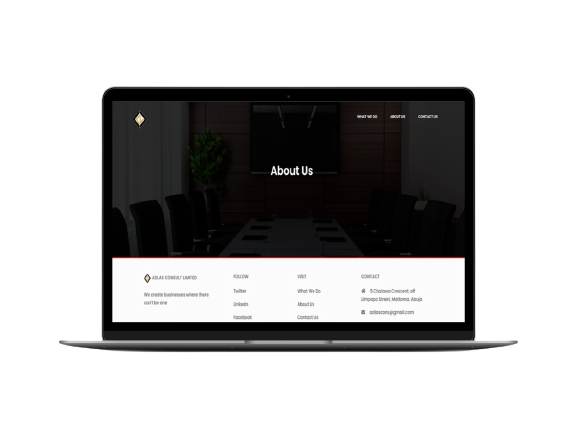 WHAT WE DO
ABOUT US
CONTACT US
About Us
ADLAS CONSULT LIMITED
We create businesses where there
won't be one
FOLLOW
Twitter
LinkedIn
Facebook
VISIT
What We Do
About Us
Contact Us
CONTACT
5 Chalawa Crescent, off
Limpopo Street, Maitama, Abuja
adlascons@gmail.com